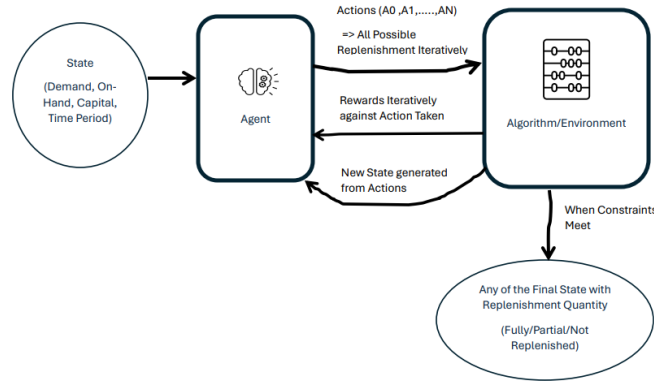 State
(Demand, On-
Hand, Capital,
Time Period)
Agent
Actions (A0 ,A1,.....,AN)
=> All Possible
Replenishment Iteratively
Rewards Iteratively
against Action Taken
New State generated
from Actions
Algorithm/Environment
When Constraints
Meet
Any of the Final State with
Replenishment Quantity
(Fully/Partial/Not
Replenished)